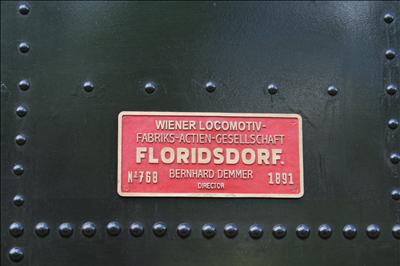 WIENER LOCOMOTIV-
FABRIKS-ACTIEN-GESELLSCHAFT
FLORIDSDORF.
Nº768 BERNHARD DEMMER 1891
DIRECTOR